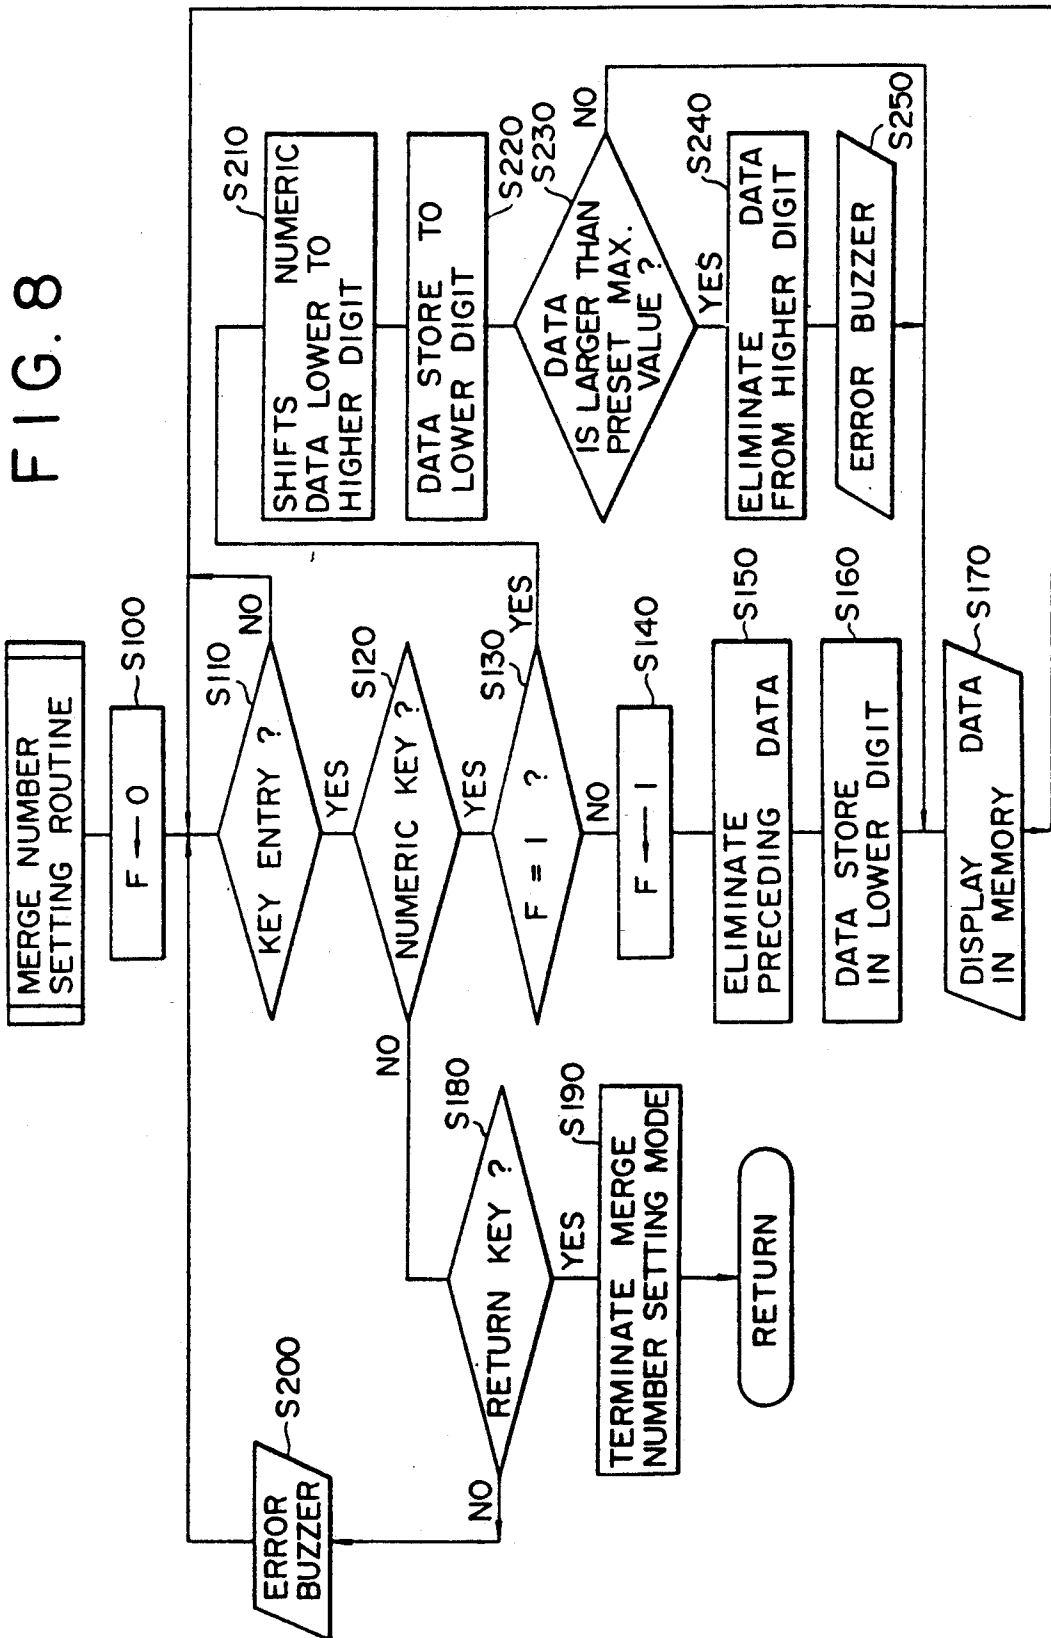 FIG. 8
MERGE NUMBER
SETTING ROUTINE
F ← 0
S100
KEY ENTRY ?
S110
NO
YES
NUMERIC KEY ?
S120
NO
YES
F = 1 ?
S130
YES
NO
F ← 1
S140
ELIMINATE
PRECEDING DATA
S150
DATA STORE
IN LOWER DIGIT
S160
DISPLAY DATA
IN MEMORY
S170
RETURN KEY ?
S180
NO
YES
TERMINATE MERGE
NUMBER SETTING MODE
S190
RETURN
ERROR
BUZZER
S200
SHIFTS NUMERIC
DATA LOWER TO
HIGHER DIGIT
S210
DATA STORE TO
LOWER DIGIT
S220
DATA
IS LARGER THAN
PRESET MAX.
VALUE ?
S230
NO
YES
ELIMINATE DATA
FROM HIGHER DIGIT
S240
ERROR BUZZER
S250